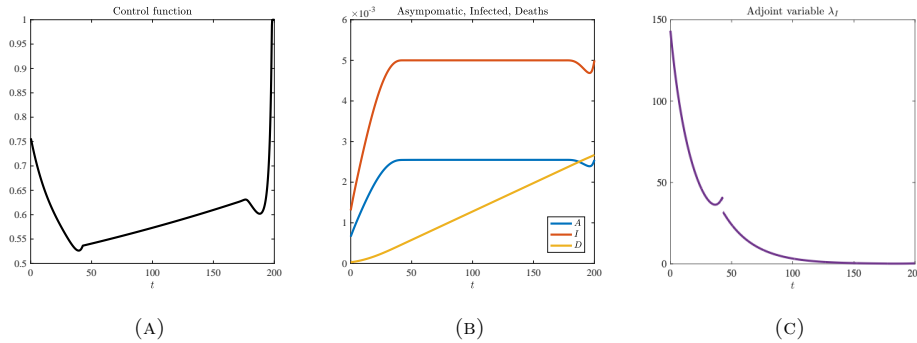 Control function
1
0.95
0.9
0.85
0.8
0.75
0.7
0.65
0.6
0.55
0.5
0 50 100 150 200
t
(A)
×10⁻³ Asympomatic, Infected, Deaths
6
5
4
3
2
1
0
A
I
D
0 50 100 150 200
t
(B)
Adjoint variable λ_I
150
100
50
0
0 50 100 150 200
t
(C)